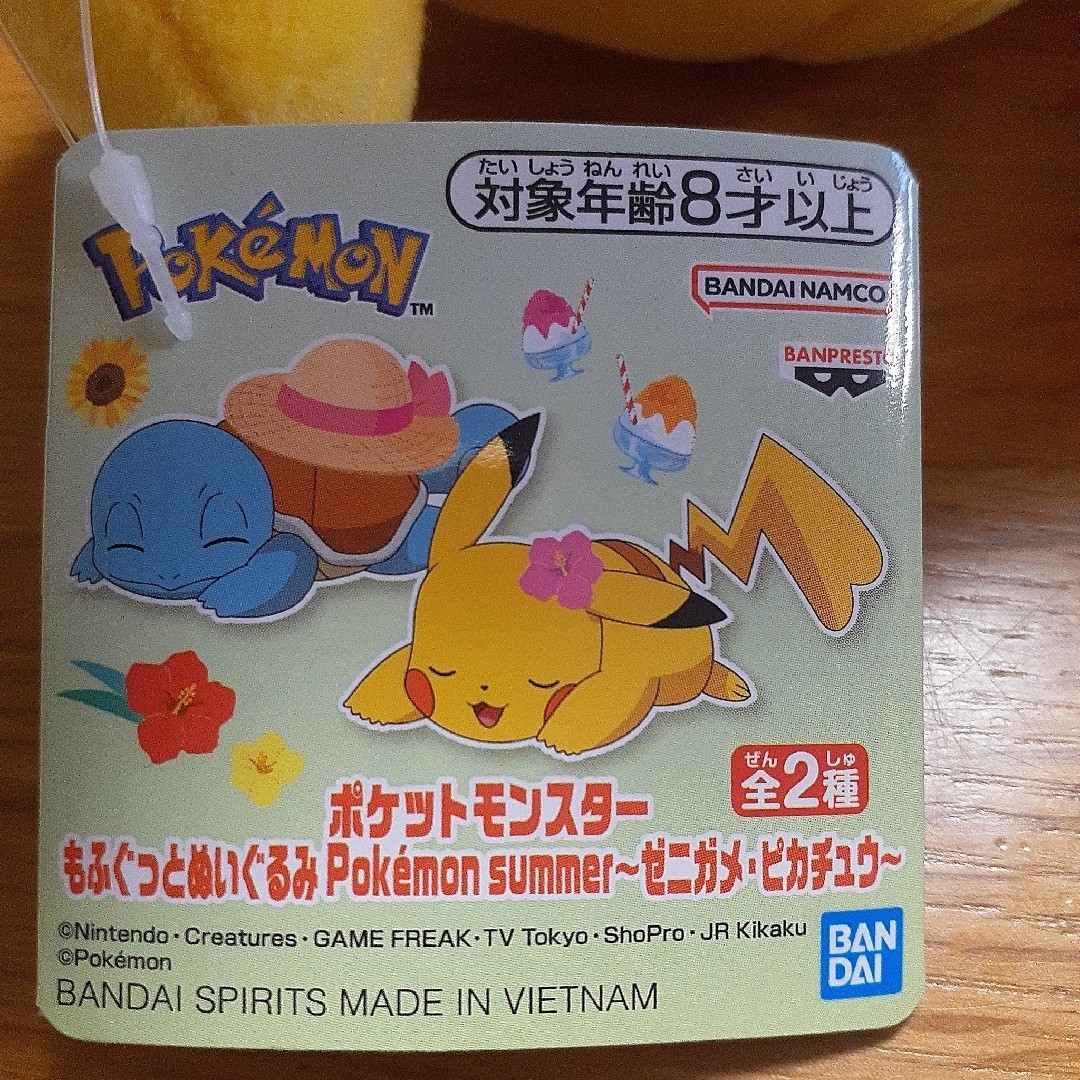 たいしょうねんれい さいいじょう
対象年齢8才以上
POKéMON™
BANDAI NAMCO
BANPRESTO
ぜん しゅ
全2種
ポケットモンスター
もふぐっとぬいぐるみ Pokémon summer〜ゼニガメ・ピカチュウ〜
©Nintendo・Creatures・GAME FREAK・TV Tokyo・ShoPro・JR Kikaku
©Pokémon
BANDAI SPIRITS MADE IN VIETNAM
BAN
DAI